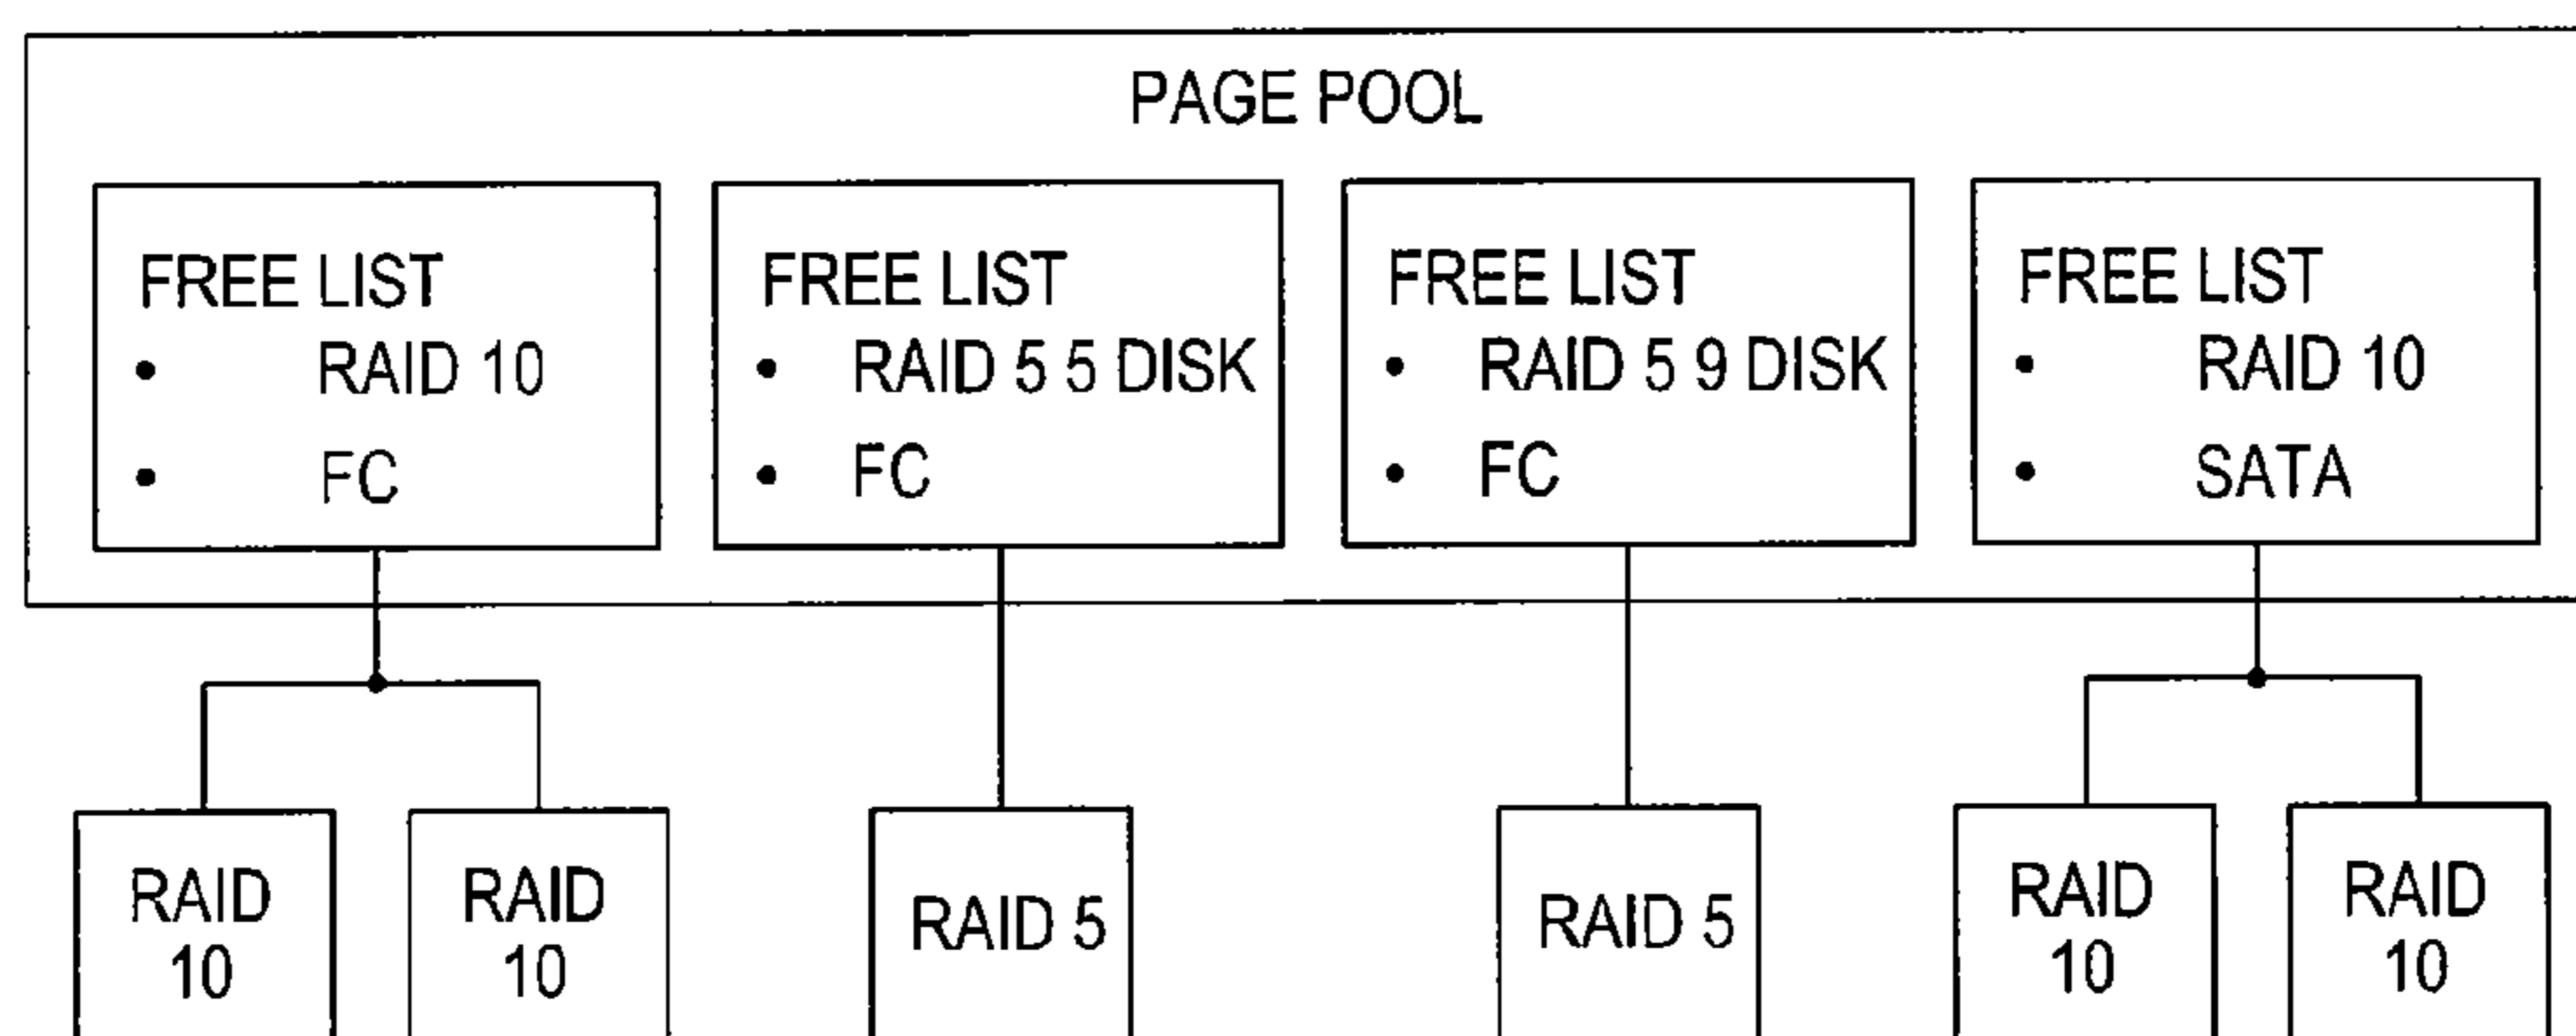 PAGE POOL
FREE LIST
• RAID 10
• FC
FREE LIST
• RAID 5 5 DISK
• FC
FREE LIST
• RAID 5 9 DISK
• FC
FREE LIST
• RAID 10
• SATA
RAID
10
RAID
10
RAID 5
RAID 5
RAID
10
RAID
10